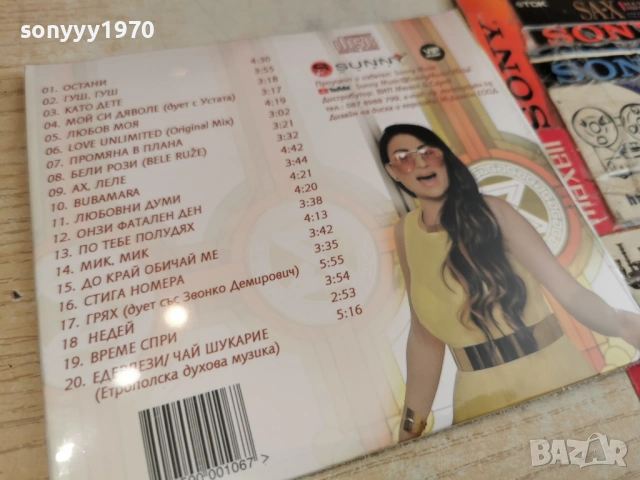 sonyyy1970
01. ОСТАНИ 4:30
02. ГУШ, ГУШ 3:55
03. КАТО ДЕТЕ 3:18
04. МОЙ СИ ДЯВОЛЕ (дует с Устата) 3:17
05. ЛЮБОВ МОЯ 4:19
06. LOVE UNLIMITED (Original Mix) 3:02
07. ПРОМЯНА В ПЛАНА 3:21
08. БЕЛИ РОЗИ (BELE RUŽE) 3:32
09. АХ, ЛЕЛЕ 4:42
10. BUBAMARA 3:44
11. ЛЮБОВНИ ДУМИ 4:21
12. ОНЗИ ФАТАЛЕН ДЕН 4:20
13. ПО ТЕБЕ ПОЛУДЯХ 3:38
14. МИК, МИК 4:13
15. ДО КРАЙ ОБИЧАЙ МЕ 3:42
16. СТИГА НОМЕРА 3:35
17. ГРЯХ (дует със Звонко Демирович) 5:55
18 НЕДЕЙ 3:54
19. ВРЕМЕ СПРИ 2:53
20. ЕДЕРЛЕЗИ/ ЧАЙ ШУКАРИЕ 5:16
(Етрополска духова музика)
SUNNY
SONY
TDK
SAX
SONY
maxell
BAZAR